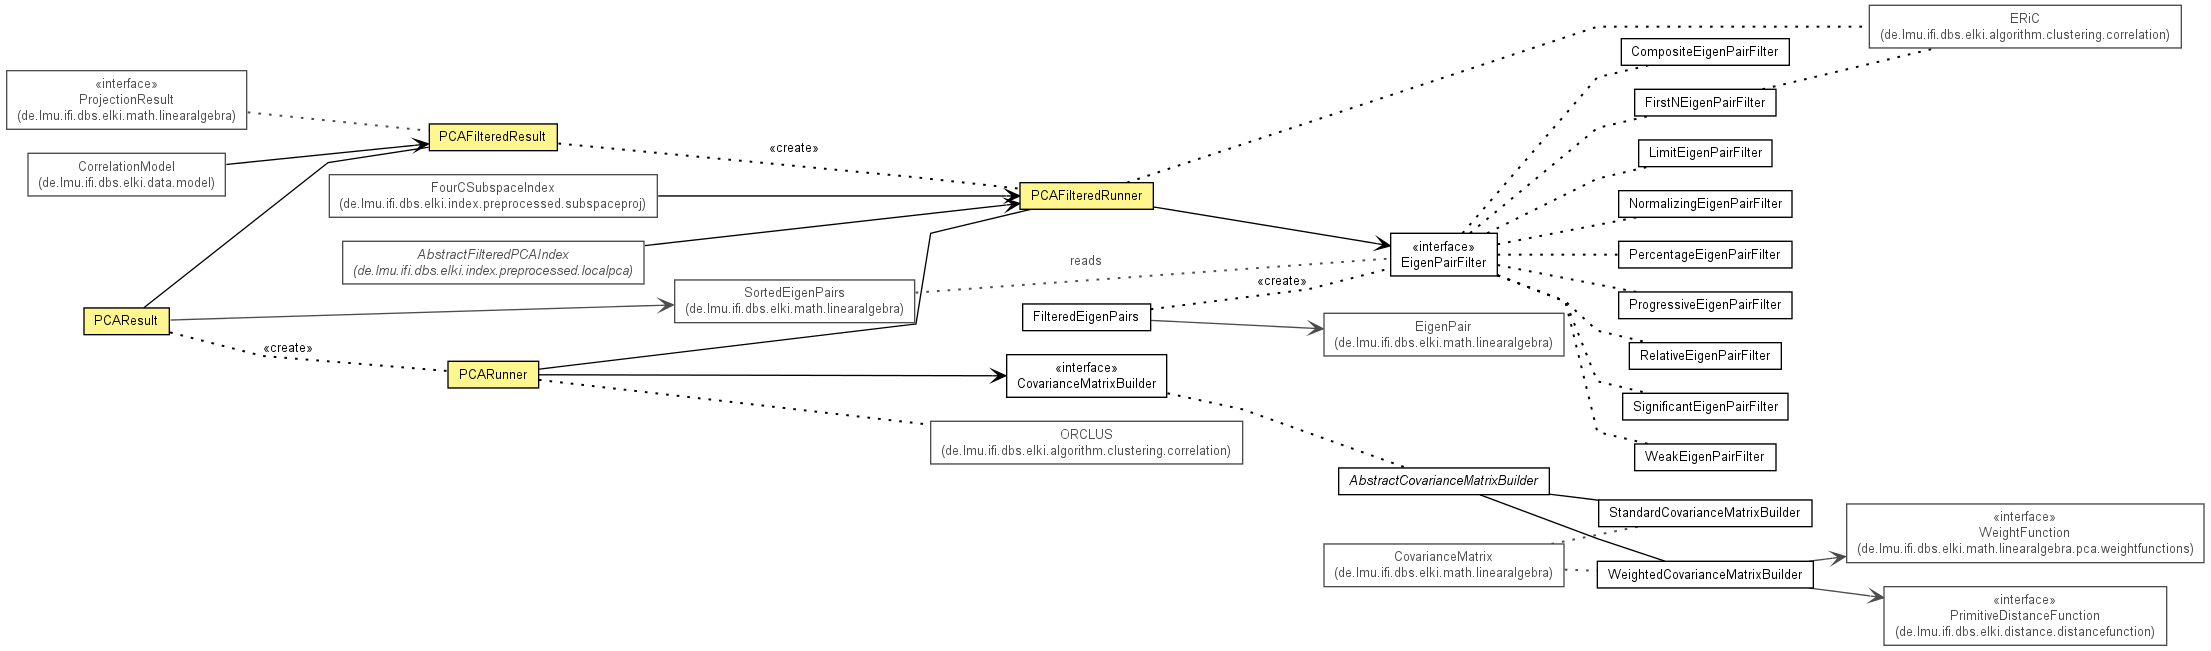 ERiC
(de.lmu.ifi.dbs.elki.algorithm.clustering.correlation)
CompositeEigenPairFilter
«interface»
ProjectionResult
(de.lmu.ifi.dbs.elki.math.linearalgebra)
FirstNEigenPairFilter
PCAFilteredResult
«create»
LimitEigenPairFilter
CorrelationModel
(de.lmu.ifi.dbs.elki.data.model)
FourCSubspaceIndex
(de.lmu.ifi.dbs.elki.index.preprocessed.subspaceproj)
PCAFilteredRunner
NormalizingEigenPairFilter
AbstractFilteredPCAIndex
(de.lmu.ifi.dbs.elki.index.preprocessed.localpca)
«interface»
EigenPairFilter
PercentageEigenPairFilter
reads
«create»
SortedEigenPairs
(de.lmu.ifi.dbs.elki.math.linearalgebra)
ProgressiveEigenPairFilter
PCAResult
FilteredEigenPairs
EigenPair
(de.lmu.ifi.dbs.elki.math.linearalgebra)
«create»
RelativeEigenPairFilter
PCARunner
«interface»
CovarianceMatrixBuilder
SignificantEigenPairFilter
ORCLUS
(de.lmu.ifi.dbs.elki.algorithm.clustering.correlation)
WeakEigenPairFilter
AbstractCovarianceMatrixBuilder
StandardCovarianceMatrixBuilder
«interface»
WeightFunction
(de.lmu.ifi.dbs.elki.math.linearalgebra.pca.weightfunctions)
CovarianceMatrix
(de.lmu.ifi.dbs.elki.math.linearalgebra)
WeightedCovarianceMatrixBuilder
«interface»
PrimitiveDistanceFunction
(de.lmu.ifi.dbs.elki.distance.distancefunction)